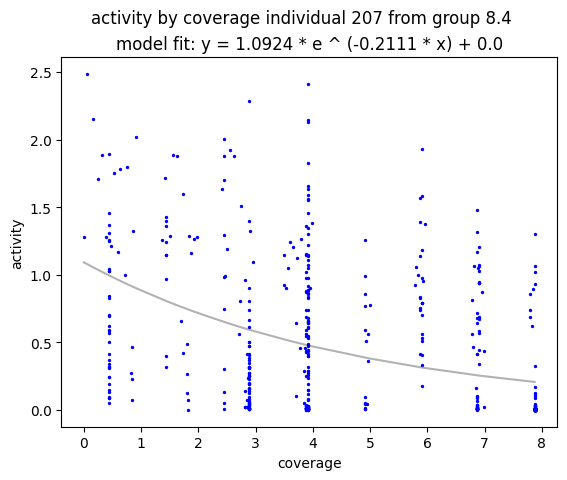 activity by coverage individual 207 from group 8.4
model fit: y = 1.0924 * e ^ (-0.2111 * x) + 0.0
2.5
2.0
1.5
1.0
0.5
0.0
activity
0 1 2 3 4 5 6 7 8
coverage